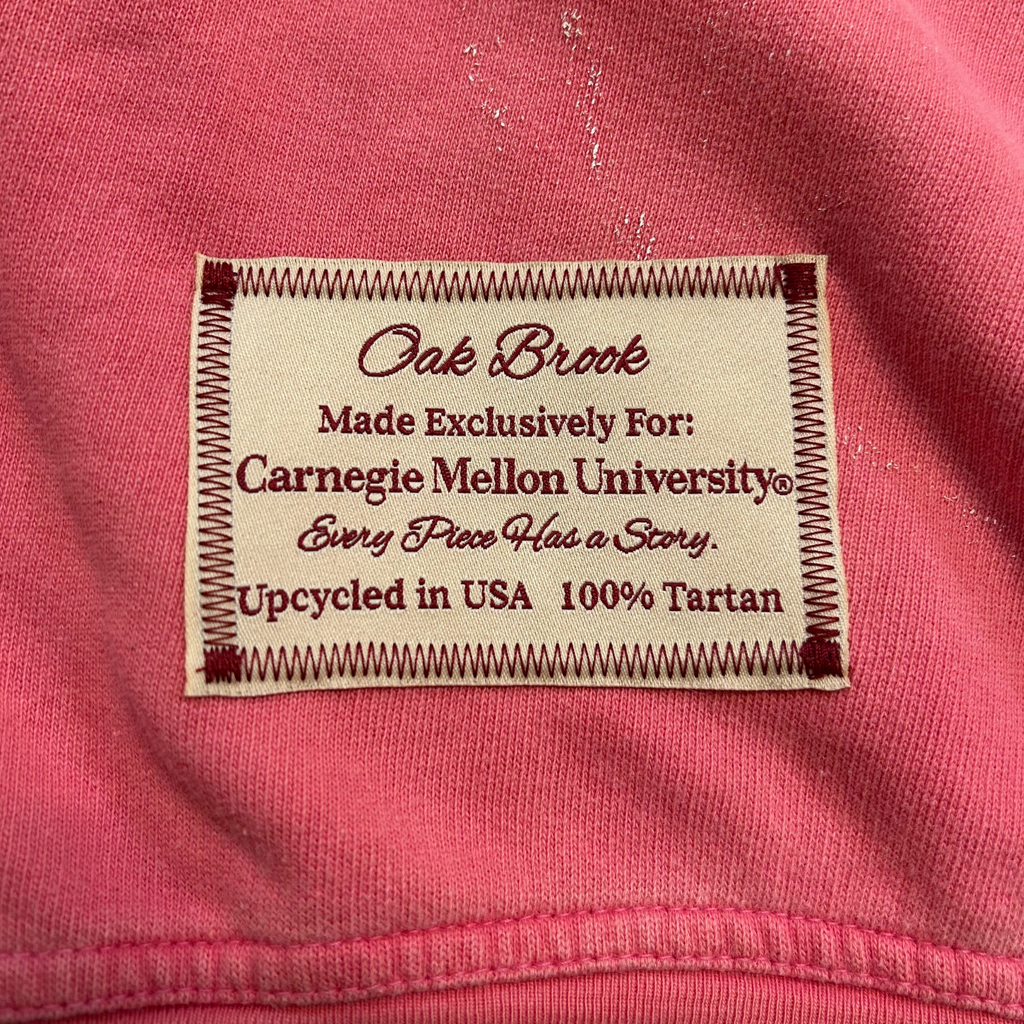 Oak Brook
Made Exclusively For:
Carnegie Mellon University®
Every Piece Has a Story.
Upcycled in USA 100% Tartan